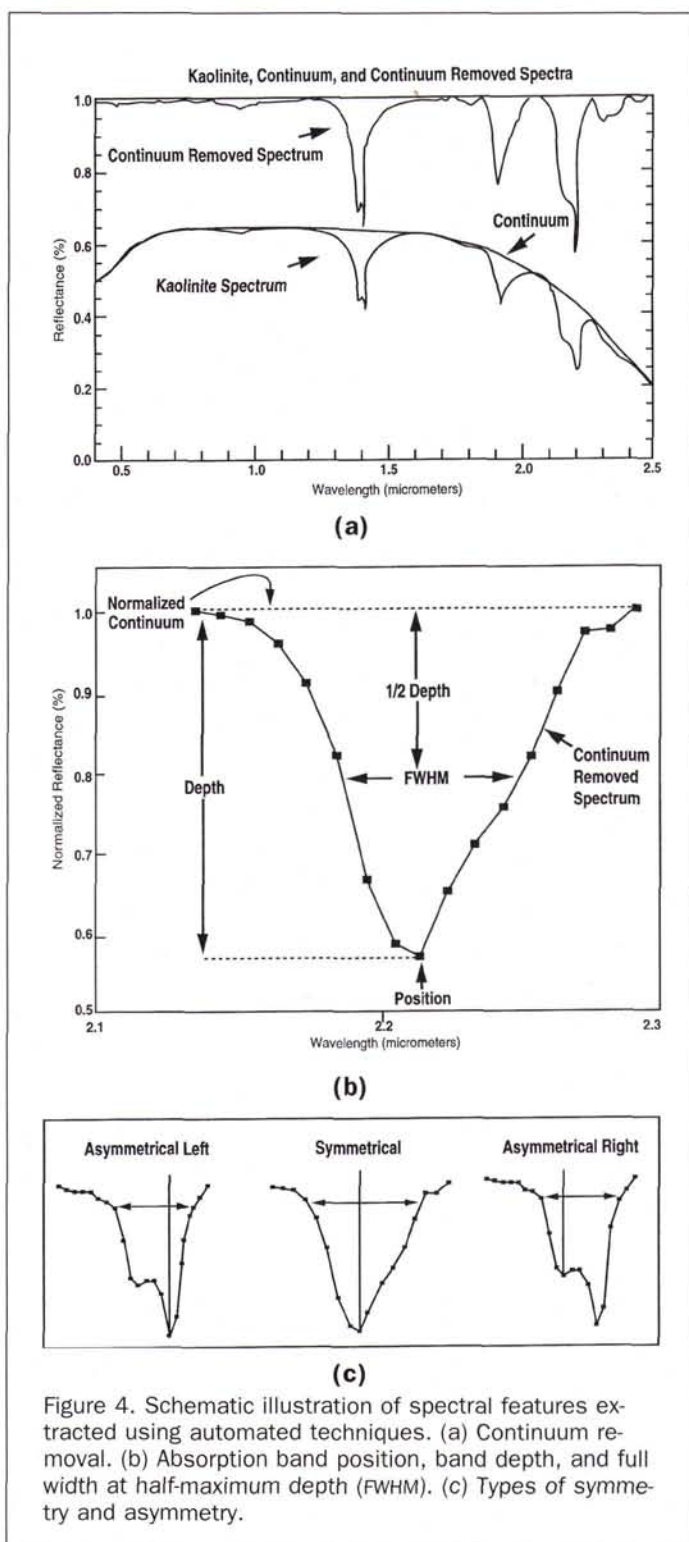 Kaolinite, Continuum, and Continuum Removed Spectra
1.0
0.8
0.6
0.4
0.2
0.0
Reflectance (%)
Continuum Removed Spectrum
Continuum
Kaolinite Spectrum
0.5
1.0
1.5
2.0
2.5
Wavelength (micrometers)
(a)
Normalized
Continuum
1.0
0.9
0.8
0.7
0.6
0.5
Normalized Reflectance (%)
1/2 Depth
Depth
FWHM
Continuum
Removed
Spectrum
Position
2.1
2.2
2.3
Wavelength (micrometers)
(b)
Asymmetrical Left
Symmetrical
Asymmetrical Right
(c)
Figure 4. Schematic illustration of spectral features ex-
tracted using automated techniques. (a) Continuum re-
moval. (b) Absorption band position, band depth, and full
width at half-maximum depth (FWHM). (c) Types of symme-
try and asymmetry.